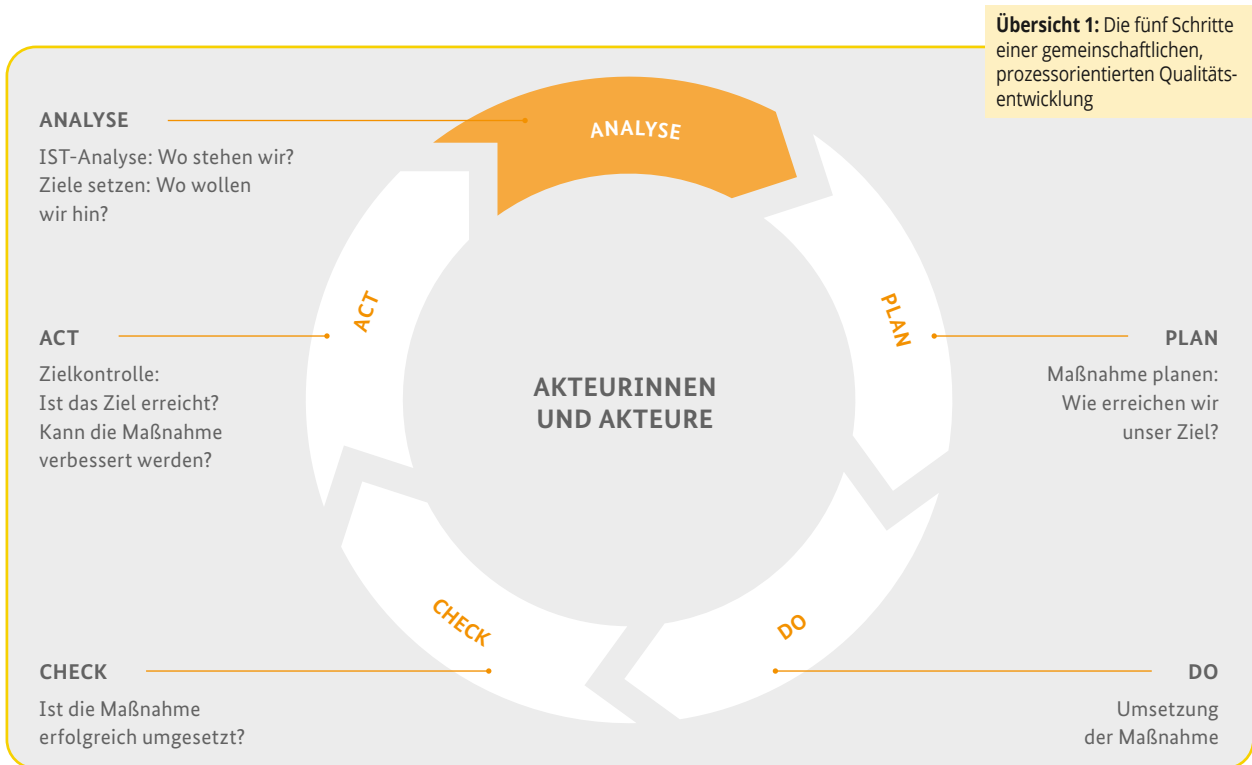 Übersicht 1: Die fünf Schritte
einer gemeinschaftlichen,
prozessorientierten Qualitäts-
entwicklung
ANALYSE
IST-Analyse: Wo stehen wir?
Ziele setzen: Wo wollen
wir hin?
ANALYSE
ACT
Zielkontrolle:
Ist das Ziel erreicht?
Kann die Maßnahme
verbessert werden?
ACT
AKTEURINNEN
UND AKTEURE
PLAN
PLAN
Maßnahme planen:
Wie erreichen wir
unser Ziel?
CHECK
DO
CHECK
Ist die Maßnahme
erfolgreich umgesetzt?
DO
Umsetzung
der Maßnahme